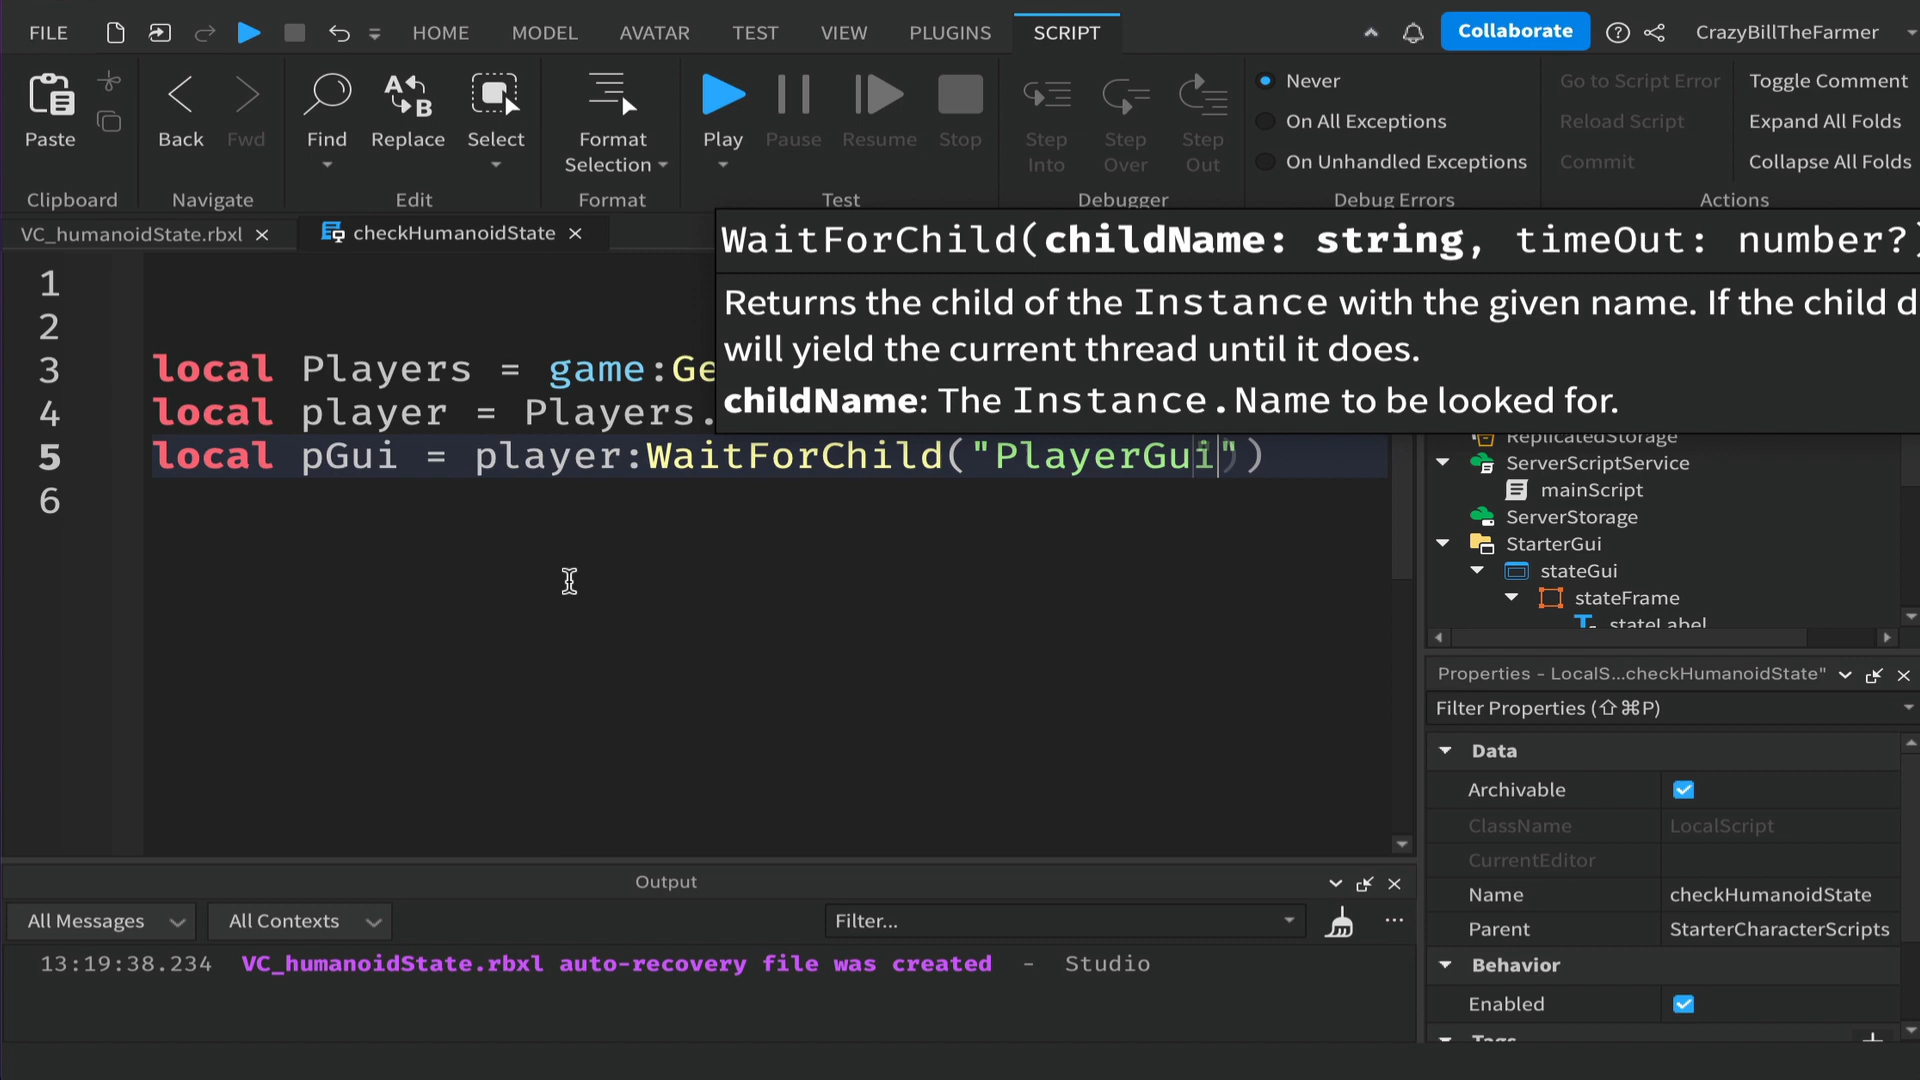 FILE HOME MODEL AVATAR TEST VIEW PLUGINS SCRIPT Collaborate CrazyBillTheFarmer
Paste Back Fwd Find Replace Select Format Selection Play Pause Resume Stop Step Into Step Over Step Out
Never
On All Exceptions
On Unhandled Exceptions
Go to Script Error
Reload Script
Commit
Toggle Comment
Expand All Folds
Collapse All Folds
Clipboard Navigate Edit Format Test Debugger Debug Errors Actions
VC_humanoidState.rbxl checkHumanoidState
WaitForChild(childName: string, timeOut: number?)
Returns the child of the Instance with the given name. If the child d
will yield the current thread until it does.
childName: The Instance.Name to be looked for.
1
2
3 local Players = game:Ge
4 local player = Players.
5 local pGui = player:WaitForChild("PlayerGui")
6
ReplicatedStorage
ServerScriptService
mainScript
ServerStorage
StarterGui
stateGui
stateFrame
stateLabel
Properties - LocalS...checkHumanoidState"
Filter Properties (⇧⌘P)
Data
Archivable
ClassName LocalScript
CurrentEditor
Name checkHumanoidState
Parent StarterCharacterScripts
Behavior
Enabled
Tags
Output
All Messages All Contexts Filter...
13:19:38.234 VC_humanoidState.rbxl auto-recovery file was created - Studio